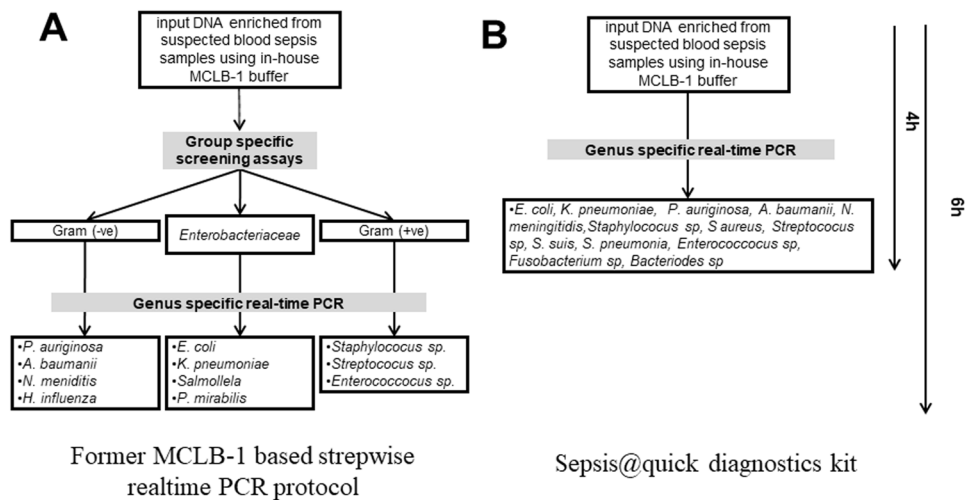 A
input DNA enriched from
suspected blood sepsis
samples using in-house
MCLB-1 buffer
Group specific
screening assays
Gram (-ve)
Enterobacteriaceae
Gram (+ve)
Genus specific real-time PCR
•P. auriginosa
•A. baumanii
•N. meniditis
•H. influenza
•E. coli
•K. pneumoniae
•Salmollela
•P. mirabilis
•Staphylococus sp.
•Streptococus sp.
•Enterococcocus sp.
Former MCLB-1 based strepwise
realtime PCR protocol
B
input DNA enriched from
suspected blood sepsis
samples using in-house
MCLB-1 buffer
Genus specific real-time PCR
•E. coli, K. pneumoniae, P. auriginosa, A. baumanii, N.
meningitidis,Staphylococus sp, S aureus, Streptococus
sp, S. suis, S. pneumonia, Enterococcocus sp,
Fusobacterium sp, Bacteriodes sp
4h
6h
Sepsis@quick diagnostics kit